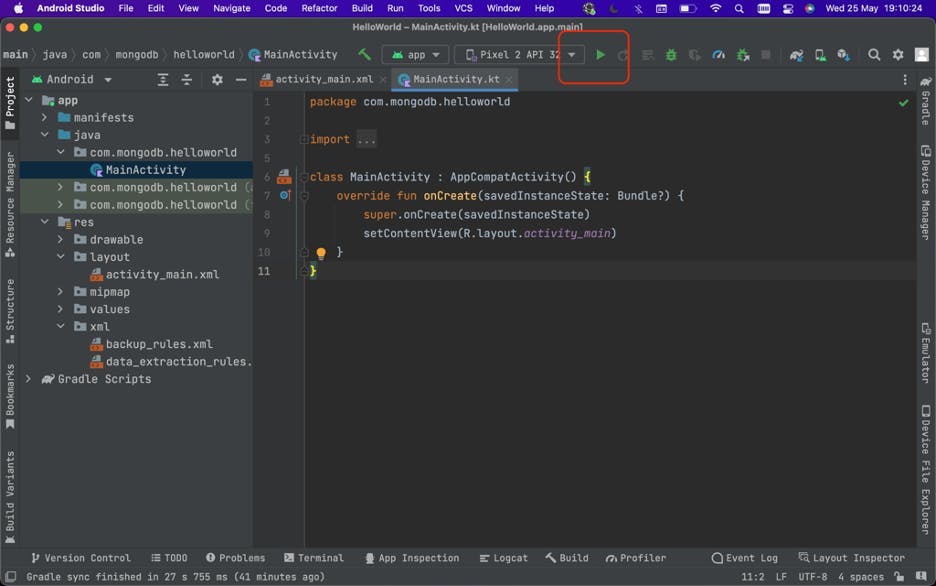 Android Studio File Edit View Navigate Code Refactor Build Run Tools VCS Window Help Wed 25 May 19:10:24
HelloWorld – MainActivity.kt [HelloWorld.app.main]
main java com mongodb helloworld MainActivity app Pixel 2 API 32
Project
Resource Manager
Structure
Bookmarks
Build Variants
Android
app
manifests
java
com.mongodb.helloworld
MainActivity
com.mongodb.helloworld
com.mongodb.helloworld
res
drawable
layout
activity_main.xml
mipmap
values
xml
backup_rules.xml
data_extraction_rules.
Gradle Scripts
activity_main.xml MainActivity.kt
1 package com.mongodb.helloworld
2
3 import ...
5
6 class MainActivity : AppCompatActivity() {
7 override fun onCreate(savedInstanceState: Bundle?) {
8 super.onCreate(savedInstanceState)
9 setContentView(R.layout.activity_main)
10 }
11 }
Gradle
Device Manager
Emulator
Device File Explorer
Version Control TODO Problems Terminal App Inspection Logcat Build Profiler Event Log Layout Inspector
Gradle sync finished in 27 s 755 ms (41 minutes ago) 11:2 LF UTF-8 4 spaces